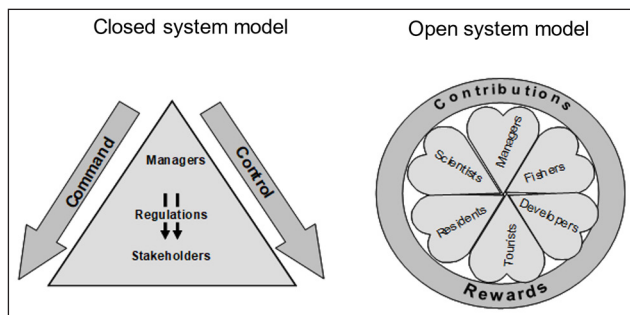 Closed system model
Open system model
Command
Control
Managers
Regulations
Stakeholders
Contributions
Managers
Fishers
Developers
Tourists
Residents
Scientists
Rewards